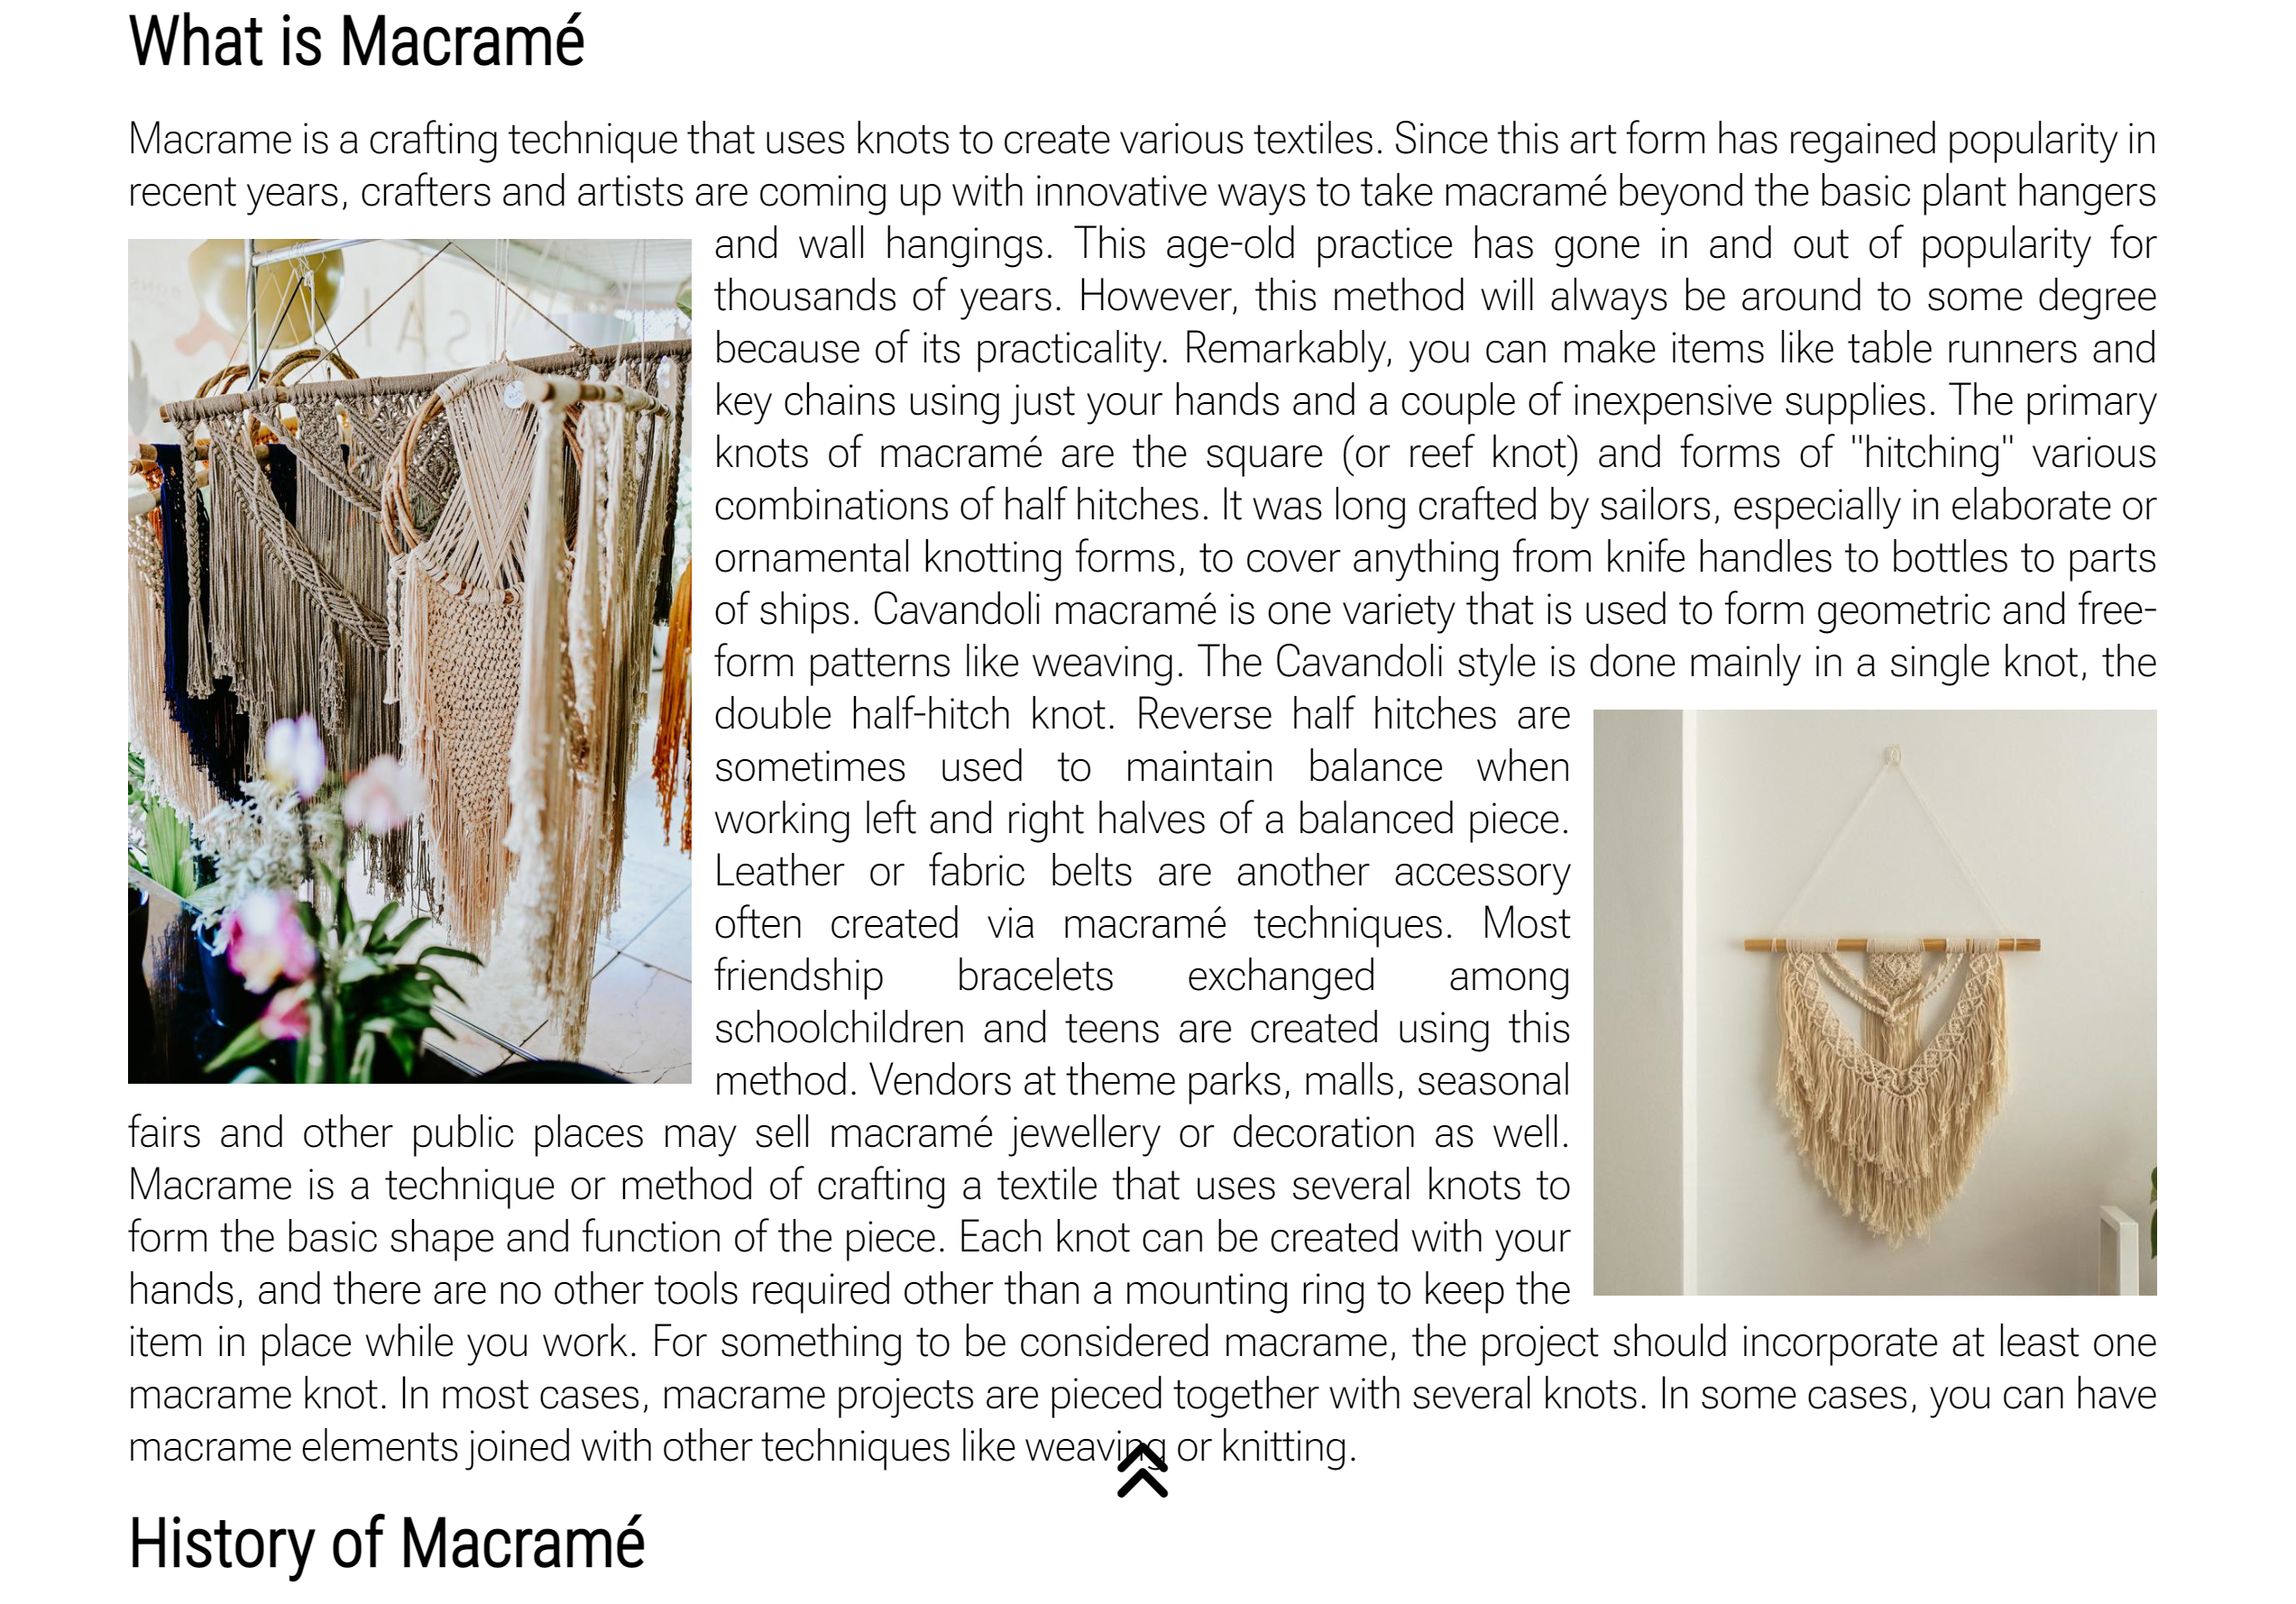 What is Macramé
Macrame is a crafting technique that uses knots to create various textiles. Since this art form has regained popularity in
recent years, crafters and artists are coming up with innovative ways to take macramé beyond the basic plant hangers
and wall hangings. This age-old practice has gone in and out of popularity for
thousands of years. However, this method will always be around to some degree
because of its practicality. Remarkably, you can make items like table runners and
key chains using just your hands and a couple of inexpensive supplies. The primary
knots of macramé are the square (or reef knot) and forms of "hitching" various
combinations of half hitches. It was long crafted by sailors, especially in elaborate or
ornamental knotting forms, to cover anything from knife handles to bottles to parts
of ships. Cavandoli macramé is one variety that is used to form geometric and free-
form patterns like weaving. The Cavandoli style is done mainly in a single knot, the
double half-hitch knot. Reverse half hitches are
sometimes used to maintain balance when
working left and right halves of a balanced piece.
Leather or fabric belts are another accessory
often created via macramé techniques. Most
friendship bracelets exchanged among
schoolchildren and teens are created using this
method. Vendors at theme parks, malls, seasonal
fairs and other public places may sell macramé jewellery or decoration as well.
Macrame is a technique or method of crafting a textile that uses several knots to
form the basic shape and function of the piece. Each knot can be created with your
hands, and there are no other tools required other than a mounting ring to keep the
item in place while you work. For something to be considered macrame, the project should incorporate at least one
macrame knot. In most cases, macrame projects are pieced together with several knots. In some cases, you can have
macrame elements joined with other techniques like weaving or knitting.
History of Macramé